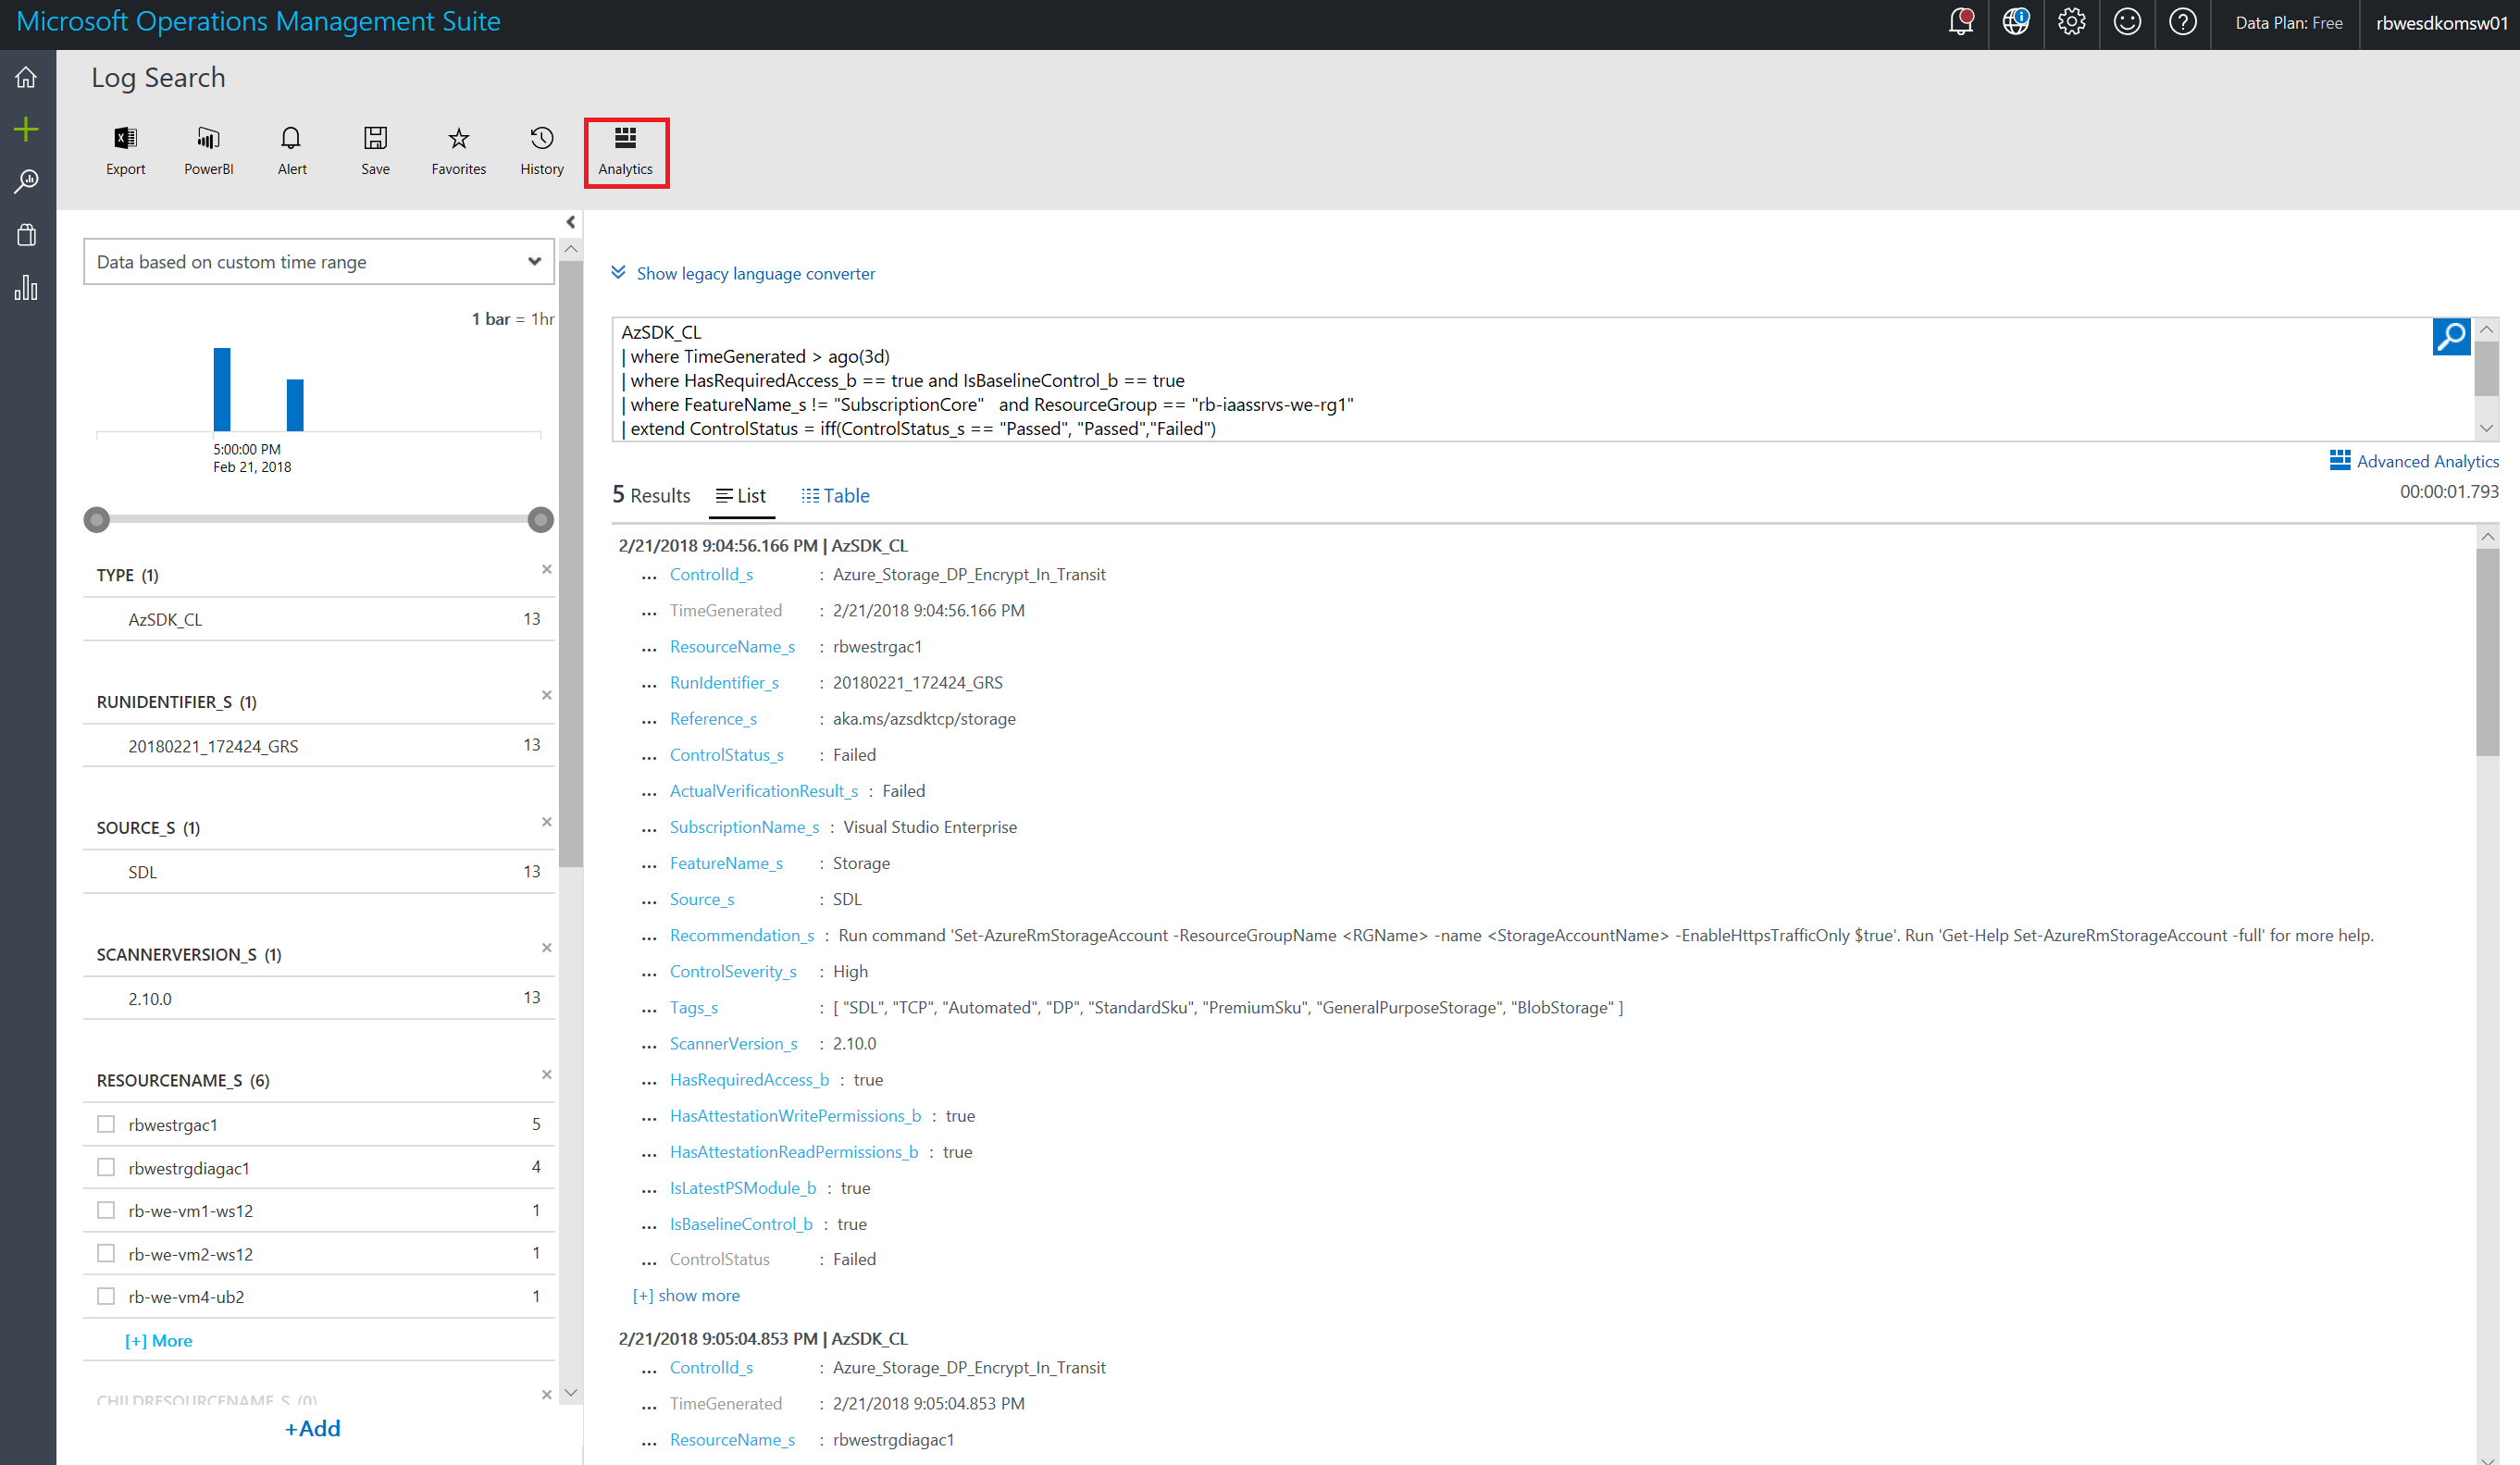 Microsoft Operations Management Suite
Data Plan: Free
rbwesdkomsw01
Log Search
Export
PowerBI
Alert
Save
Favorites
History
Analytics
Data based on custom time range
1 bar = 1hr
5:00:00 PM
Feb 21, 2018
TYPE (1)
AzSDK_CL 13
RUNIDENTIFIER_S (1)
20180221_172424_GRS 13
SOURCE_S (1)
SDL 13
SCANNERVERSION_S (1)
2.10.0 13
RESOURCENAME_S (6)
rbwestrgac1 5
rbwestrgdiagac1 4
rb-we-vm1-ws12 1
rb-we-vm2-ws12 1
rb-we-vm4-ub2 1
[+] More
CHILDRESOURCENAME_S (0)
+Add
Show legacy language converter
AzSDK_CL
| where TimeGenerated > ago(3d)
| where HasRequiredAccess_b == true and IsBaselineControl_b == true
| where FeatureName_s != "SubscriptionCore" and ResourceGroup == "rb-iaassrvs-we-rg1"
| extend ControlStatus = iff(ControlStatus_s == "Passed", "Passed","Failed")
Advanced Analytics
00:00:01.793
5 Results List Table
2/21/2018 9:04:56.166 PM | AzSDK_CL
... ControlId_s : Azure_Storage_DP_Encrypt_In_Transit
... TimeGenerated : 2/21/2018 9:04:56.166 PM
... ResourceName_s : rbwestrgac1
... RunIdentifier_s : 20180221_172424_GRS
... Reference_s : aka.ms/azsdktcp/storage
... ControlStatus_s : Failed
... ActualVerificationResult_s : Failed
... SubscriptionName_s : Visual Studio Enterprise
... FeatureName_s : Storage
... Source_s : SDL
... Recommendation_s : Run command 'Set-AzureRmStorageAccount -ResourceGroupName <RGName> -name <StorageAccountName> -EnableHttpsTrafficOnly $true'. Run 'Get-Help Set-AzureRmStorageAccount -full' for more help.
... ControlSeverity_s : High
... Tags_s : [ "SDL", "TCP", "Automated", "DP", "StandardSku", "PremiumSku", "GeneralPurposeStorage", "BlobStorage" ]
... ScannerVersion_s : 2.10.0
... HasRequiredAccess_b : true
... HasAttestationWritePermissions_b : true
... HasAttestationReadPermissions_b : true
... IsLatestPSModule_b : true
... IsBaselineControl_b : true
... ControlStatus : Failed
[+] show more
2/21/2018 9:05:04.853 PM | AzSDK_CL
... ControlId_s : Azure_Storage_DP_Encrypt_In_Transit
... TimeGenerated : 2/21/2018 9:05:04.853 PM
... ResourceName_s : rbwestrgdiagac1